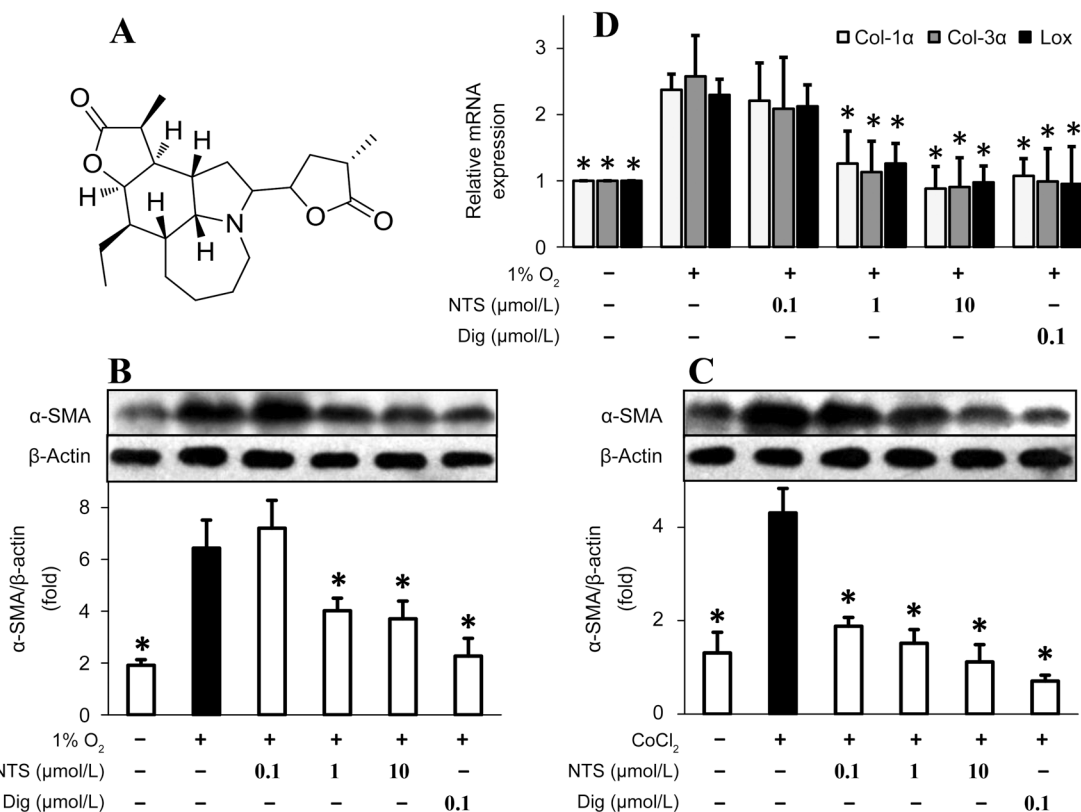 A
O
H
H
O
H
H
H
N
O
O
D
Col-1α Col-3α Lox
Relative mRNA
expression
3
2
1
0
* * * * * * * * * * * *
1% O₂ – + + + + +
NTS (μmol/L) – – 0.1 1 10 –
Dig (μmol/L) – – – – – 0.1
B
α-SMA
β-Actin
α-SMA/β-actin
(fold)
8
6
4
2
0
* * * *
1% O₂ – + + + + +
NTS (μmol/L) – – 0.1 1 10 –
Dig (μmol/L) – – – – – 0.1
C
α-SMA
β-Actin
α-SMA/β-actin
(fold)
4
2
0
* * * * *
CoCl₂ – + + + + +
NTS (μmol/L) – – 0.1 1 10 –
Dig (μmol/L) – – – – – 0.1